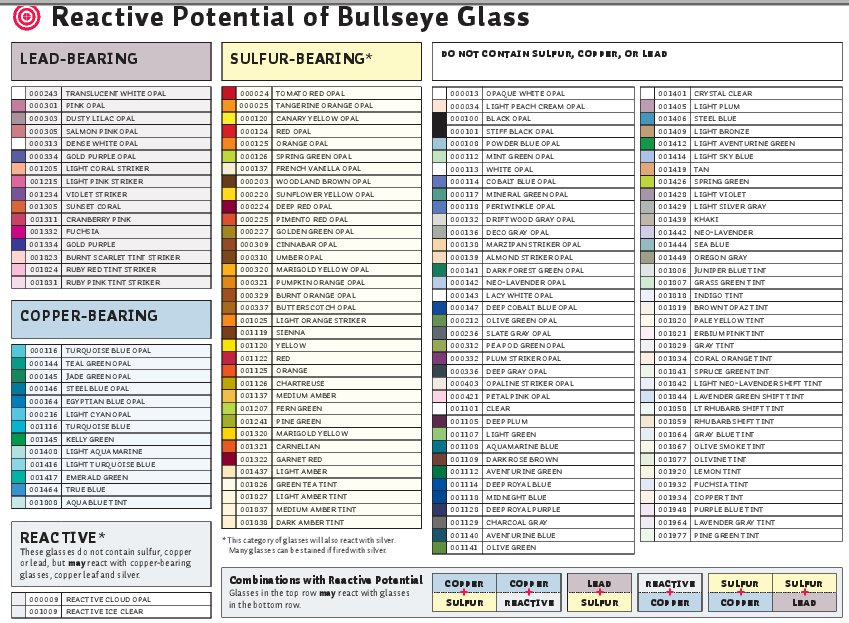 Reactive Potential of Bullseye Glass
LEAD-BEARING
000243 TRANSLUCENT WHITE OPAL
000301 PINK OPAL
000303 DUSTY LILAC OPAL
000305 SALMON PINK OPAL
000313 DENSE WHITE OPAL
000334 GOLD PURPLE OPAL
001205 LIGHT CORAL STRIKER
001215 LIGHT PINK STRIKER
001234 VIOLET STRIKER
001305 SUNSET CORAL
001311 CRANBERRY PINK
001332 FUCHSIA
001334 GOLD PURPLE
001823 BURNT SCARLET TINT STRIKER
001824 RUBY RED TINT STRIKER
001831 RUBY PINK TINT STRIKER
COPPER-BEARING
000116 TURQUOISE BLUE OPAL
000144 TEAL GREEN OPAL
000145 JADE GREEN OPAL
000146 STEEL BLUE OPAL
000164 EGYPTIAN BLUE OPAL
000216 LIGHT CYAN OPAL
001116 TURQUOISE BLUE
001145 KELLY GREEN
001408 LIGHT AQUAMARINE
001416 LIGHT TURQUOISE BLUE
001417 EMERALD GREEN
001464 TRUE BLUE
001808 AQUA BLUE TINT
REACTIVE*
These glasses do not contain sulfur, copper
or lead, but may react with copper-bearing
glasses, copper leaf and silver.
000009 REACTIVE CLOUD OPAL
001009 REACTIVE ICE CLEAR
SULFUR-BEARING*
000024 TOMATO RED OPAL
000025 TANGERINE ORANGE OPAL
000120 CANARY YELLOW OPAL
000124 RED OPAL
000125 ORANGE OPAL
000126 SPRING GREEN OPAL
000137 FRENCH VANILLA OPAL
000203 WOODLAND BROWN OPAL
000220 SUNFLOWER YELLOW OPAL
000224 DEEP RED OPAL
000225 PIMENTO RED OPAL
000227 GOLDEN GREEN OPAL
000309 CINNABAR OPAL
000310 UMBER OPAL
000320 MARIGOLD YELLOW OPAL
000321 PUMPKIN ORANGE OPAL
000329 BURNT ORANGE OPAL
000337 BUTTERSCOTCH OPAL
001025 LIGHT ORANGE STRIKER
001119 SIENNA
001120 YELLOW
001122 RED
001125 ORANGE
001126 CHARTREUSE
001137 MEDIUM AMBER
001207 FERN GREEN
001241 PINE GREEN
001320 MARIGOLD YELLOW
001321 CARNELIAN
001322 GARNET RED
001437 LIGHT AMBER
001826 GREEN TEA TINT
001827 LIGHT AMBER TINT
001837 MEDIUM AMBER TINT
001838 DARK AMBER TINT
* This category of glasses will also react with silver.
Many glasses can be stained if fired with silver.
DO NOT CONTAIN SULFUR, COPPER, OR LEAD
000013 OPAQUE WHITE OPAL
000034 LIGHT PEACH CREAM OPAL
000100 BLACK OPAL
000101 STIFF BLACK OPAL
000108 POWDER BLUE OPAL
000112 MINT GREEN OPAL
000113 WHITE OPAL
000114 COBALT BLUE OPAL
000117 MINERAL GREEN OPAL
000118 PERIWINKLE OPAL
000132 DRIFTWOOD GRAY OPAL
000136 DECO GRAY OPAL
000138 MARZIPAN STRIKER OPAL
000139 ALMOND STRIKER OPAL
000141 DARK FOREST GREEN OPAL
000142 NEO-LAVENDER OPAL
000143 LACY WHITE OPAL
000147 DEEP COBALT BLUE OPAL
000212 OLIVE GREEN OPAL
000236 SLATE GRAY OPAL
000312 PEA POD GREEN OPAL
000332 PLUM STRIKER OPAL
000336 DEEP GRAY OPAL
000403 OPALINE STRIKER OPAL
000421 PETAL PINK OPAL
001101 CLEAR
001105 DEEP PLUM
001107 LIGHT GREEN
001108 AQUAMARINE BLUE
001109 DARK ROSE BROWN
001112 AVENTURINE GREEN
001114 DEEP ROYAL BLUE
001118 MIDNIGHT BLUE
001128 DEEP ROYAL PURPLE
001129 CHARCOAL GRAY
001140 AVENTURINE BLUE
001141 OLIVE GREEN
001401 CRYSTAL CLEAR
001405 LIGHT PLUM
001406 STEEL BLUE
001409 LIGHT BRONZE
001412 LIGHT AVENTURINE GREEN
001414 LIGHT SKY BLUE
001419 TAN
001426 SPRING GREEN
001428 LIGHT VIOLET
001429 LIGHT SILVER GRAY
001439 KHAKI
001442 NEO-LAVENDER
001444 SEA BLUE
001449 OREGON GRAY
001806 JUNIPER BLUE TINT
001807 GRASS GREEN TINT
001818 INDIGO TINT
001819 BROWN TOPAZ TINT
001820 PALE YELLOW TINT
001821 ERBIUM PINK TINT
001829 GRAY TINT
001834 CORAL ORANGE TINT
001841 SPRUCE GREEN TINT
001842 LIGHT NEO-LAVENDER SHIFT TINT
001844 LAVENDER GREEN SHIFT TINT
001858 LT RHUBARB SHIFT TINT
001859 RHUBARB SHIFT TINT
001864 GRAY BLUE TINT
001867 OLIVE SMOKE TINT
001877 OLIVINE TINT
001920 LEMON TINT
001932 FUCHSIA TINT
001934 COPPER TINT
001948 PURPLE BLUE TINT
001964 LAVENDER GRAY TINT
001977 PINE GREEN TINT
Combinations with Reactive Potential
Glasses in the top row may react with glasses
in the bottom row.
COPPER COPPER LEAD REACTIVE SULFUR SULFUR
SULFUR REACTIVE SULFUR COPPER COPPER LEAD